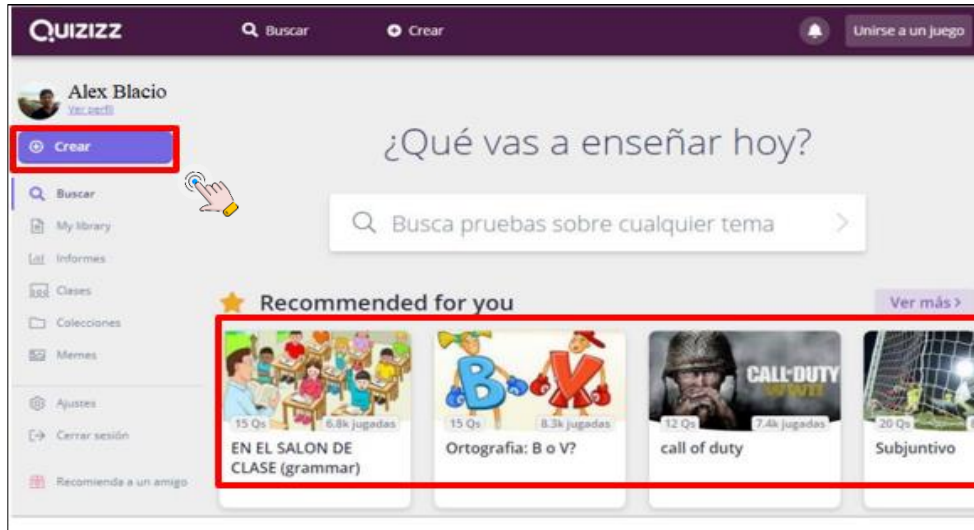 QUIZIZZ
Buscar
Crear
Unirse a un juego
Alex Blacio
Ver perfil
Crear
Buscar
My library
Informes
Clases
Colecciones
Memes
Ajustes
Cerrar sesión
Recomienda a un amigo
¿Qué vas a enseñar hoy?
Busca pruebas sobre cualquier tema
Recommended for you
Ver más
15 Qs 6.8k jugadas
EN EL SALON DE
CLASE (grammar)
B X
15 Qs 8.3k jugadas
Ortografia: B o V?
CALL·DUTY
WWII
12 Qs 7.4k jugadas
call of duty
20 Qs
Subjuntivo